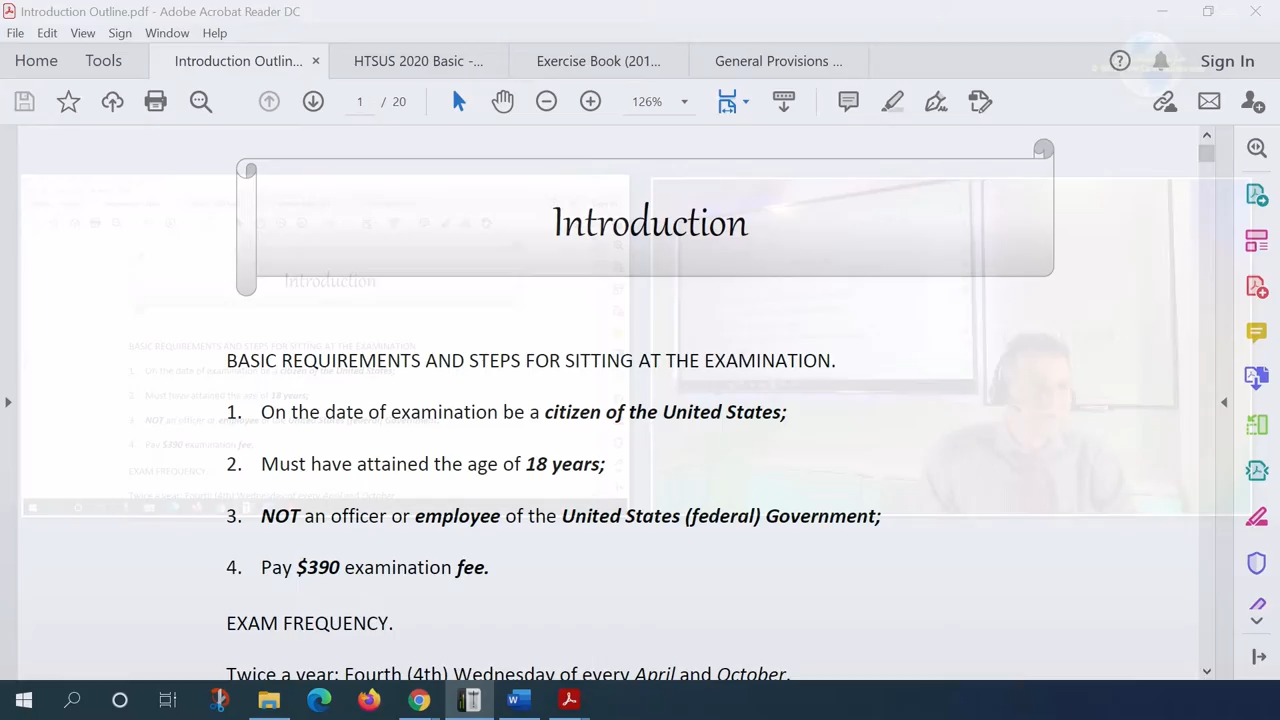 Introduction Outline.pdf - Adobe Acrobat Reader DC
File Edit View Sign Window Help
Home Tools Introduction Outlin... × HTSUS 2020 Basic -... Exercise Book (201... General Provisions ... Sign In
1 / 20 126%
Introduction
Introduction
BASIC REQUIREMENTS AND STEPS FOR SITTING AT THE EXAMINATION.
1. On the date of examination be a citizen of the United States;
2. Must have attained the age of 18 years;
3. NOT an officer or employee of the United States (federal) Government;
4. Pay $390 examination fee.
EXAM FREQUENCY.
Twice a year: Fourth (4th) Wednesday of every April and October.